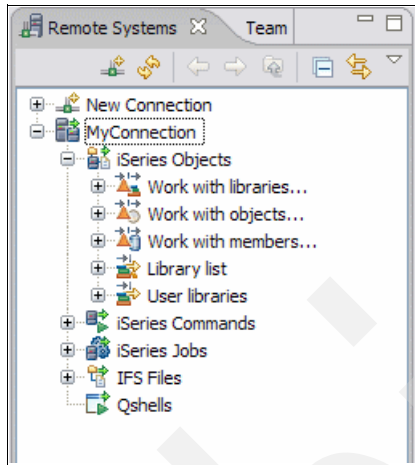 Remote Systems Team
New Connection
MyConnection
iSeries Objects
Work with libraries...
Work with objects...
Work with members...
Library list
User libraries
iSeries Commands
iSeries Jobs
IFS Files
Qshells